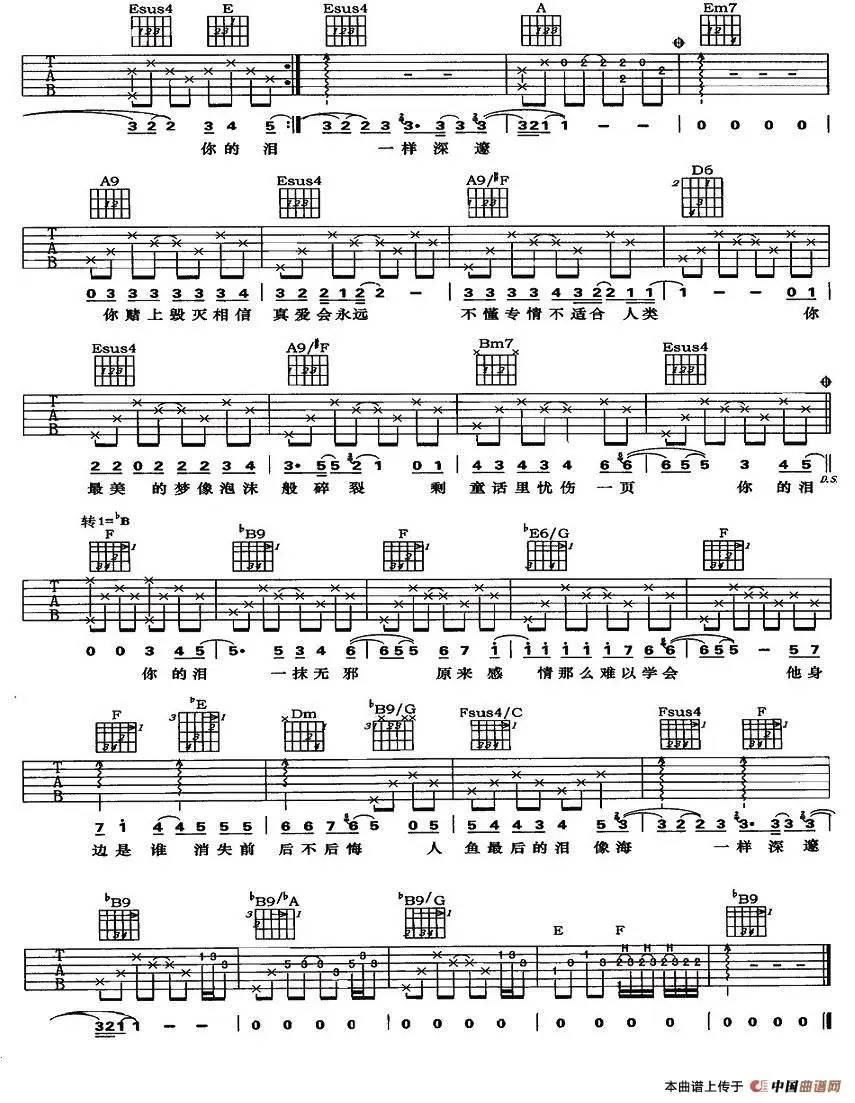 Esus4 E Esus4 A Em7
T A B
3 2 2 3 4 5 3 2 2 3 3· 3 3 3 3 2 1 1 - - 0 0 0 0
你的泪 一样深邃
A9 Esus4 A9/#F D6
T A B
0 3 3 3 3 3 3 4 3 2 2 1 2 2 - 3 3 3 3 4 3 2 2 1 1 1 - - 0 1
你赌上毁灭相信 真爱会永远 不懂专情不适合 人类 你
Esus4 A9/#F Bm7 Esus4
T A B
2 2 0 2 2 2 3 4 3· 5 5 2 1 0 1 4 3 4 3 4 6 6 6 5 5 3 4 5
最美 的梦像泡沫 般碎裂 剩 童话里忧伤 一页 你的泪 D.S.
转1=bB
F bB9 F bE6/G F
T A B
0 0 3 4 5 5· 5 3 4 6 6 5 5 6 7 i i i i i 1 7 6 6 6 5 5 - 5 7
你的泪 一抹无邪 原来感 情那么难以学会 他身
F bE Dm bB9/G Fsus4/C Fsus4 F
T A B
7 i 4 4 5 5 5 6 6 7 6 5 0 5 5 4 3 4 5 3 3 2 2 3 3· 3 3 3
边是谁 消失前 后不后悔 人 鱼最后的泪 像海 一样深邃
bB9 bB9/bA bB9/G E F bB9
T A B
3 2 1 1 - - 0 0 0 0 0 0 0 0 0 0 0 0 0 0 0 0
本曲谱上传于 中国曲谱网